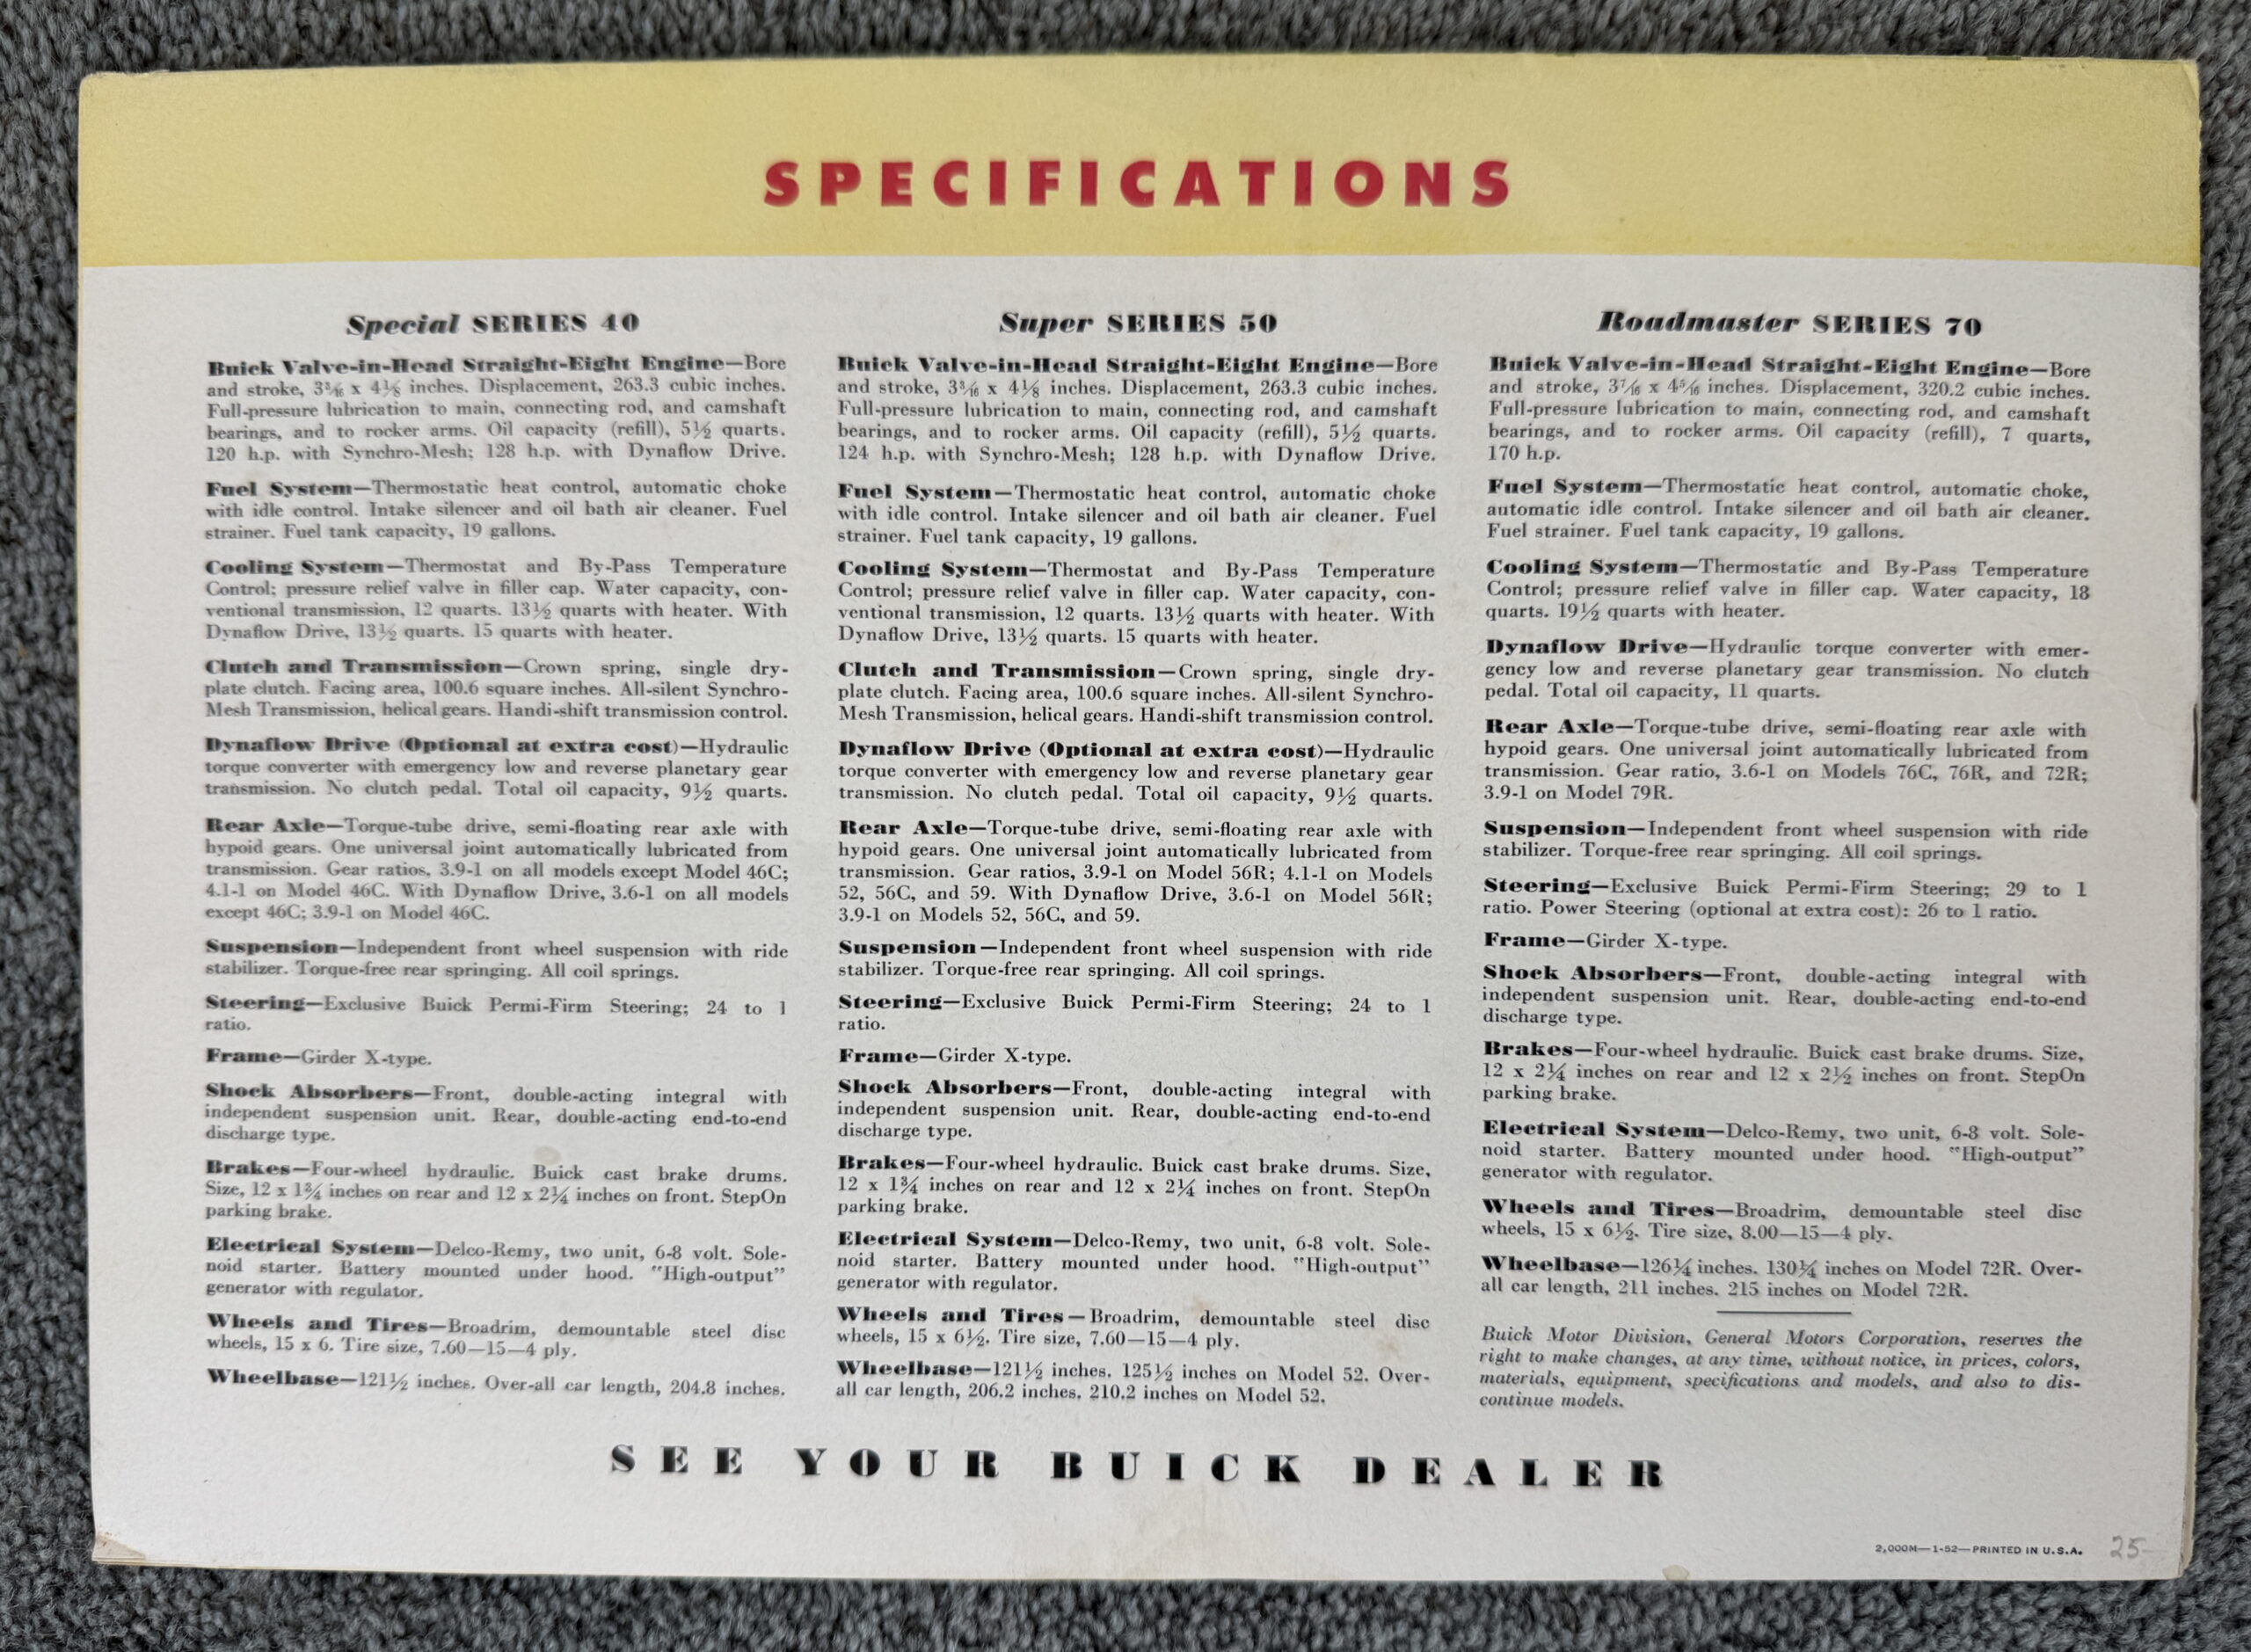 SPECIFICATIONS
Special SERIES 40
Buick Valve-in-Head Straight-Eight Engine—Bore
and stroke, 3 3/16 x 4 1/8 inches. Displacement, 263.3 cubic inches.
Full-pressure lubrication to main, connecting rod, and camshaft
bearings, and to rocker arms. Oil capacity (refill), 5½ quarts.
120 h.p. with Synchro-Mesh; 128 h.p. with Dynaflow Drive.
Fuel System—Thermostatic heat control, automatic choke
with idle control. Intake silencer and oil bath air cleaner. Fuel
strainer. Fuel tank capacity, 19 gallons.
Cooling System—Thermostat and By-Pass Temperature
Control; pressure relief valve in filler cap. Water capacity, con-
ventional transmission, 12 quarts. 13½ quarts with heater. With
Dynaflow Drive, 13½ quarts. 15 quarts with heater.
Clutch and Transmission—Crown spring, single dry-
plate clutch. Facing area, 100.6 square inches. All-silent Synchro-
Mesh Transmission, helical gears. Handi-shift transmission control.
Dynaflow Drive (Optional at extra cost)—Hydraulic
torque converter with emergency low and reverse planetary gear
transmission. No clutch pedal. Total oil capacity, 9½ quarts.
Rear Axle—Torque-tube drive, semi-floating rear axle with
hypoid gears. One universal joint automatically lubricated from
transmission. Gear ratios, 3.9-1 on all models except Model 46C;
4.1-1 on Model 46C. With Dynaflow Drive, 3.6-1 on all models
except 46C; 3.9-1 on Model 46C.
Suspension—Independent front wheel suspension with ride
stabilizer. Torque-free rear springing. All coil springs.
Steering—Exclusive Buick Permi-Firm Steering; 24 to 1
ratio.
Frame—Girder X-type.
Shock Absorbers—Front, double-acting integral with
independent suspension unit. Rear, double-acting end-to-end
discharge type.
Brakes—Four-wheel hydraulic. Buick cast brake drums.
Size, 12 x 1¾ inches on rear and 12 x 2¼ inches on front. StepOn
parking brake.
Electrical System—Delco-Remy, two unit, 6-8 volt. Sole-
noid starter. Battery mounted under hood. "High-output"
generator with regulator.
Wheels and Tires—Broadrim, demountable steel disc
wheels, 15 x 6. Tire size, 7.60—15—4 ply.
Wheelbase—121½ inches. Over-all car length, 204.8 inches.
Super SERIES 50
Buick Valve-in-Head Straight-Eight Engine—Bore
and stroke, 3 3/16 x 4 1/8 inches. Displacement, 263.3 cubic inches.
Full-pressure lubrication to main, connecting rod, and camshaft
bearings, and to rocker arms. Oil capacity (refill), 5½ quarts.
124 h.p. with Synchro-Mesh; 128 h.p. with Dynaflow Drive.
Fuel System—Thermostatic heat control, automatic choke
with idle control. Intake silencer and oil bath air cleaner. Fuel
strainer. Fuel tank capacity, 19 gallons.
Cooling System—Thermostat and By-Pass Temperature
Control; pressure relief valve in filler cap. Water capacity, con-
ventional transmission, 12 quarts. 13½ quarts with heater. With
Dynaflow Drive, 13½ quarts. 15 quarts with heater.
Clutch and Transmission—Crown spring, single dry-
plate clutch. Facing area, 100.6 square inches. All-silent Synchro-
Mesh Transmission, helical gears. Handi-shift transmission control.
Dynaflow Drive (Optional at extra cost)—Hydraulic
torque converter with emergency low and reverse planetary gear
transmission. No clutch pedal. Total oil capacity, 9½ quarts.
Rear Axle—Torque-tube drive, semi-floating rear axle with
hypoid gears. One universal joint automatically lubricated from
transmission. Gear ratios, 3.9-1 on Model 56R; 4.1-1 on Models
52, 56C, and 59. With Dynaflow Drive, 3.6-1 on Model 56R;
3.9-1 on Models 52, 56C, and 59.
Suspension—Independent front wheel suspension with ride
stabilizer. Torque-free rear springing. All coil springs.
Steering—Exclusive Buick Permi-Firm Steering; 24 to 1
ratio.
Frame—Girder X-type.
Shock Absorbers—Front, double-acting integral with
independent suspension unit. Rear, double-acting end-to-end
discharge type.
Brakes—Four-wheel hydraulic. Buick cast brake drums. Size,
12 x 1¾ inches on rear and 12 x 2¼ inches on front. StepOn
parking brake.
Electrical System—Delco-Remy, two unit, 6-8 volt. Sole-
noid starter. Battery mounted under hood. "High-output"
generator with regulator.
Wheels and Tires—Broadrim, demountable steel disc
wheels, 15 x 6½. Tire size, 7.60—15—4 ply.
Wheelbase—121½ inches. 125½ inches on Model 52. Over-
all car length, 206.2 inches. 210.2 inches on Model 52.
Roadmaster SERIES 70
Buick Valve-in-Head Straight-Eight Engine—Bore
and stroke, 3 7/16 x 4 5/16 inches. Displacement, 320.2 cubic inches.
Full-pressure lubrication to main, connecting rod, and camshaft
bearings, and to rocker arms. Oil capacity (refill), 7 quarts,
170 h.p.
Fuel System—Thermostatic heat control, automatic choke,
automatic idle control. Intake silencer and oil bath air cleaner.
Fuel strainer. Fuel tank capacity, 19 gallons.
Cooling System—Thermostatic and By-Pass Temperature
Control; pressure relief valve in filler cap. Water capacity, 18
quarts. 19½ quarts with heater.
Dynaflow Drive—Hydraulic torque converter with emer-
gency low and reverse planetary gear transmission. No clutch
pedal. Total oil capacity, 11 quarts.
Rear Axle—Torque-tube drive, semi-floating rear axle with
hypoid gears. One universal joint automatically lubricated from
transmission. Gear ratio, 3.6-1 on Models 76C, 76R, and 72R;
3.9-1 on Model 79R.
Suspension—Independent front wheel suspension with ride
stabilizer. Torque-free rear springing. All coil springs.
Steering—Exclusive Buick Permi-Firm Steering; 29 to 1
ratio. Power Steering (optional at extra cost): 26 to 1 ratio.
Frame—Girder X-type.
Shock Absorbers—Front, double-acting integral with
independent suspension unit. Rear, double-acting end-to-end
discharge type.
Brakes—Four-wheel hydraulic. Buick cast brake drums. Size,
12 x 2¼ inches on rear and 12 x 2½ inches on front. StepOn
parking brake.
Electrical System—Delco-Remy, two unit, 6-8 volt. Sole-
noid starter. Battery mounted under hood. "High-output"
generator with regulator.
Wheels and Tires—Broadrim, demountable steel disc
wheels, 15 x 6½. Tire size, 8.00—15—4 ply.
Wheelbase—126¼ inches. 130¼ inches on Model 72R. Over-
all car length, 211 inches. 215 inches on Model 72R.
Buick Motor Division, General Motors Corporation, reserves the
right to make changes, at any time, without notice, in prices, colors,
materials, equipment, specifications and models, and also to dis-
continue models.
SEE YOUR BUICK DEALER
2,000M—1-52—PRINTED IN U.S.A.
25-